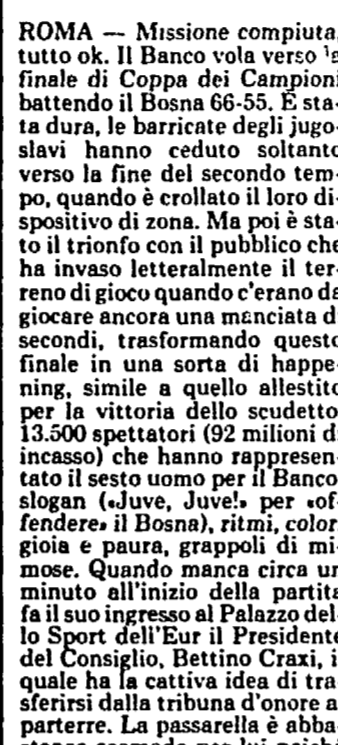 ROMA — Missione compiuta,
tutto ok. Il Banco vola verso
finale di Coppa dei Campioni
battendo il Bosna 66-55. È sta-
ta dura, le barricate degli jugo-
slavi hanno ceduto soltanto
verso la fine del secondo tem-
po, quando è crollato il loro di-
spositivo di zona. Ma poi è sta-
to il trionfo con il pubblico che
ha invaso letteralmente il ter-
reno di gioco quando c'erano da
giocare ancora una manciata d
secondi, trasformando questo
finale in una sorta di happe-
ning, simile a quello allestito
per la vittoria dello scudetto
13.500 spettatori (92 milioni d
incasso) che hanno rappresen-
tato il sesto uomo per il Banco
slogan («Juve, Juve!» per «of-
fendere» il Bosna), ritmi, color
gioia e paura, grappoli di mi-
mose. Quando manca circa un
minuto all'inizio della partita
fa il suo ingresso al Palazzo del-
lo Sport dell'Eur il Presidente
del Consiglio, Bettino Craxi, i
quale ha la cattiva idea di tra-
sferirsi dalla tribuna d'onore a
parterre. La passarella è abba-